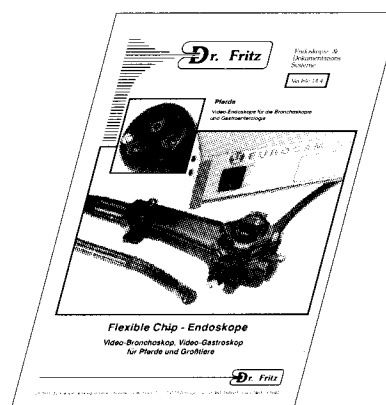 Dr. Fritz
Endoskopie &
Dokumentations
Systeme
Pferde
Video-Endoskope für die Bronchoskopie
und Gastroenterologie
EUROCAM
Flexible Chip - Endoskope
Video-Bronchoskop, Video-Gastroskop
für Pferde und Großtiere
Dr. Fritz